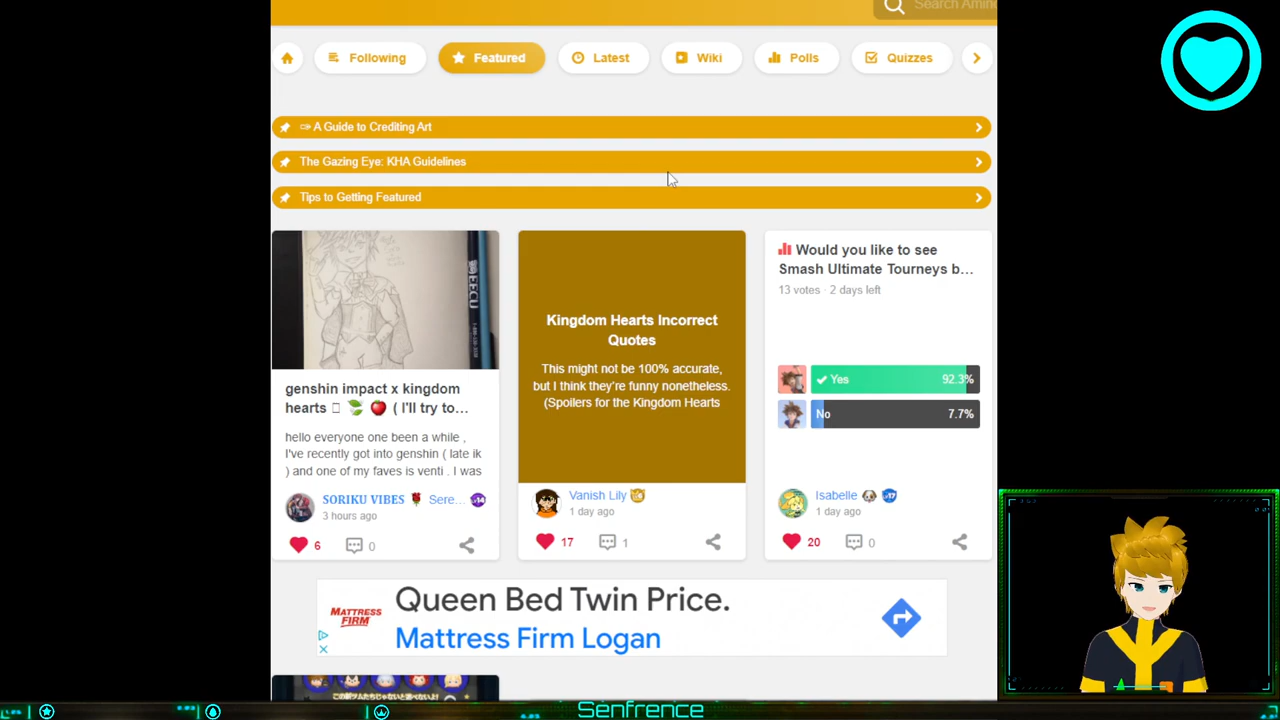 Search Amino
Following
Featured
Latest
Wiki
Polls
Quizzes
A Guide to Crediting Art
The Gazing Eye: KHA Guidelines
Tips to Getting Featured
genshin impact x kingdom
hearts 🍃 🍎 ( I'll try to…
hello everyone one been a while ,
I've recently got into genshin ( late ik
) and one of my faves is venti . I was
SORIKU VIBES 🌹 Sere…
3 hours ago
6
0
Kingdom Hearts Incorrect
Quotes
This might not be 100% accurate,
but I think they're funny nonetheless.
(Spoilers for the Kingdom Hearts
Vanish Lily
1 day ago
17
1
Would you like to see
Smash Ultimate Tourneys b…
13 votes · 2 days left
Yes 92.3%
No 7.7%
Isabelle 🐶
1 day ago
20
0
MATTRESS
FIRM
Queen Bed Twin Price.
Mattress Firm Logan
Senfrence